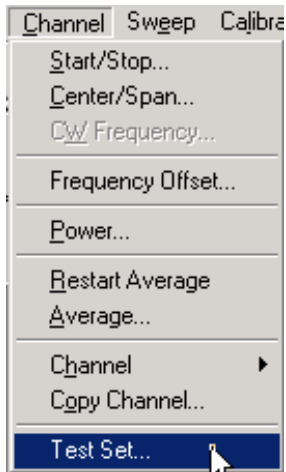 Channel Sweep Calibra
Start/Stop...
Center/Span...
CW Frequency...
Frequency Offset...
Power...
Restart Average
Average...
Channel
Copy Channel...
Test Set...